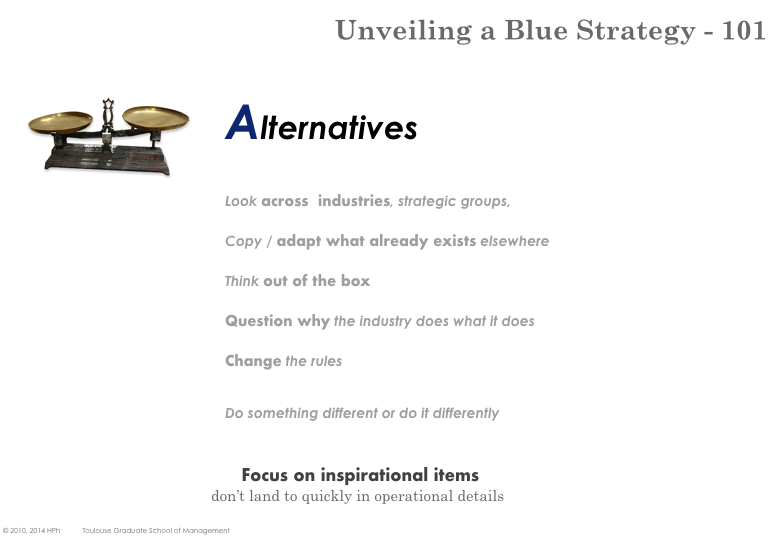 Unveiling a Blue Strategy - 101
Alternatives
Look across industries, strategic groups,
Copy / adapt what already exists elsewhere
Think out of the box
Question why the industry does what it does
Change the rules
Do something different or do it differently
Focus on inspirational items
don't land to quickly in operational details
© 2010, 2014 HPh Toulouse Graduate School of Management